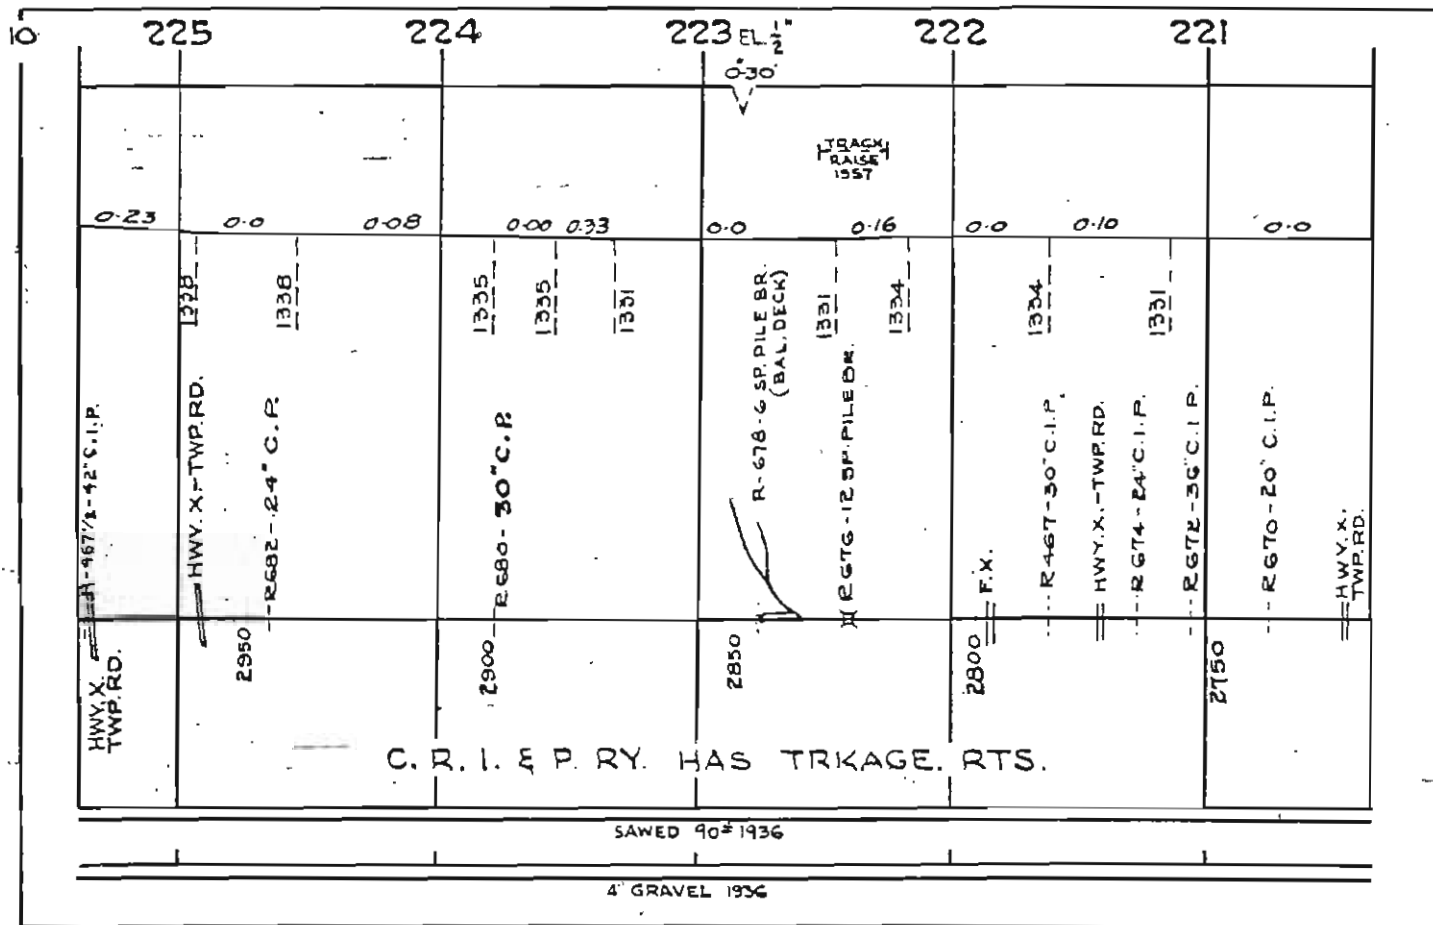 10 225 224 223 EL. ½" 222 221
0°30'
TRACK
RAISE
1957
0.23 0.0 0.08 0.00 0.33 0.0 0.16 0.0 0.10 0.0
1338 1335 1335 1331 1331 1334 1334 1331
H-467½-42" C.I.P.
HWY.X.-TWP.RD.
R682-24" C.P.
R680-30" C.P.
R-678-6 SP. PILE BR.
(BAL. DECK)
R676-12 SP. PILE BR.
F.X.
R467-30" C.I.P.
HWY.X.-TWP.RD.
R674-24" C.I.P.
R672-36" C.I.P.
R670-20" C.I.P.
HWY.X.
TWP.RD.
HWY.X.
TWP.RD.
2950 2900 2850 2800 2750
C. R. I. & P. RY. HAS TRKAGE. RTS.
SAWED 90# 1936
4" GRAVEL 1936